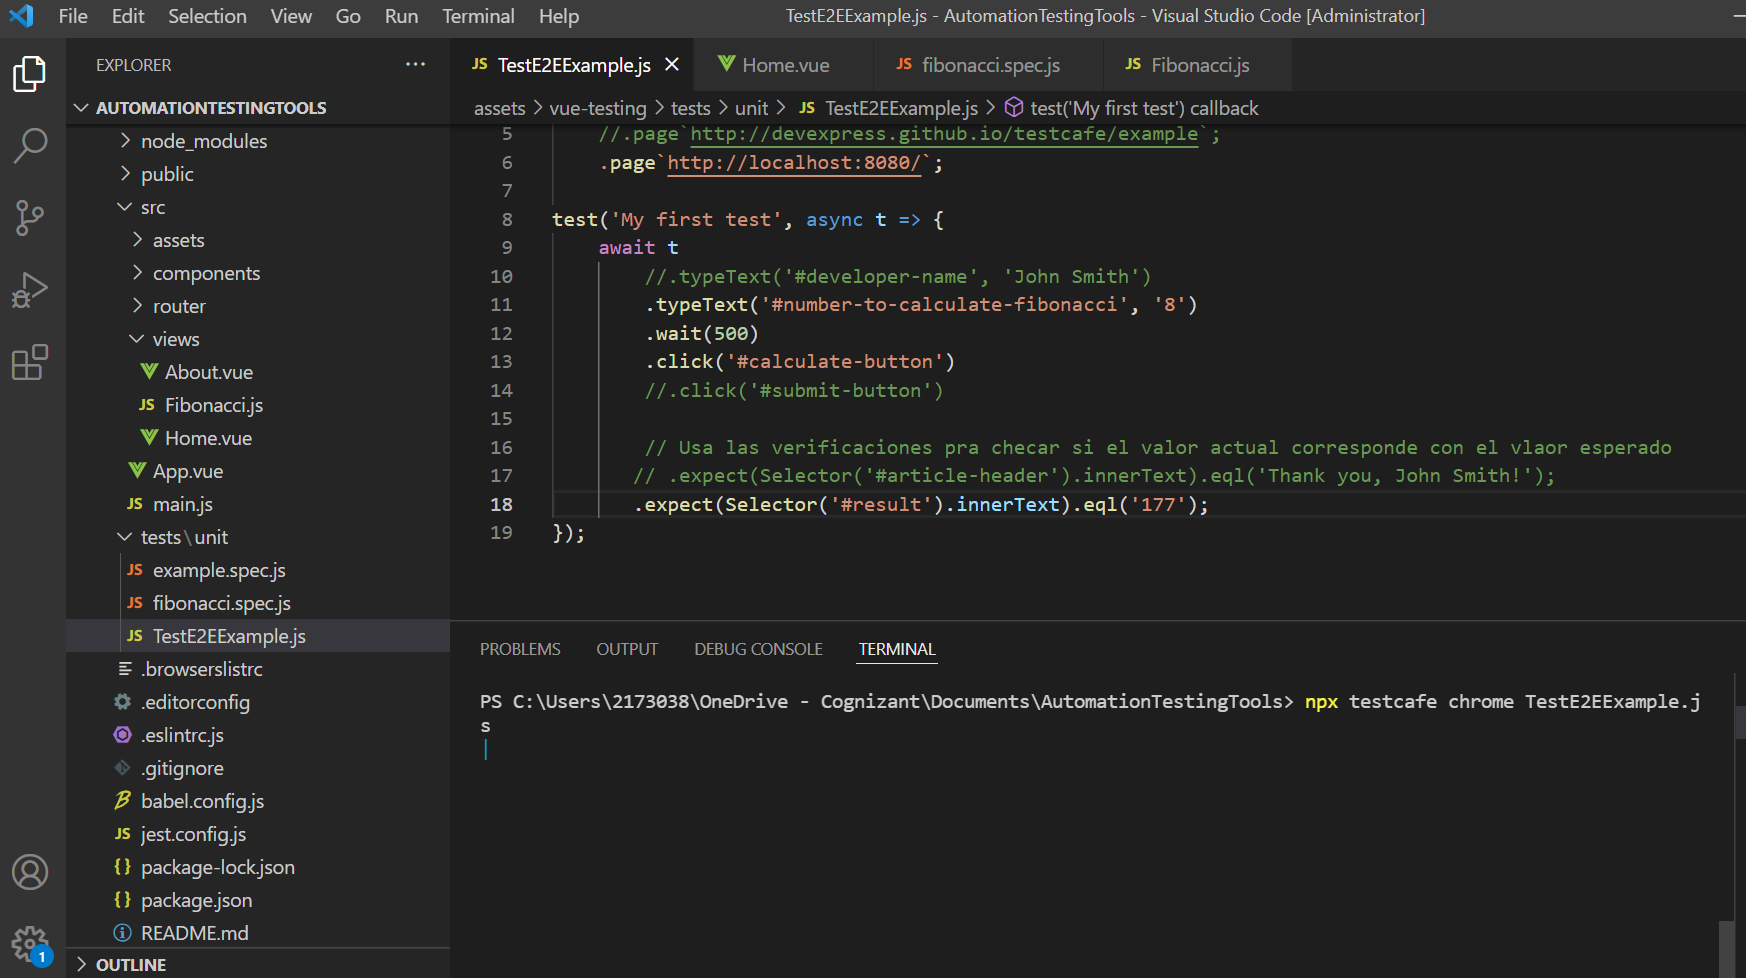 File Edit Selection View Go Run Terminal Help
TestE2EExample.js - AutomationTestingTools - Visual Studio Code [Administrator]
EXPLORER
AUTOMATIONTESTINGTOOLS
node_modules
public
src
assets
components
router
views
About.vue
JS Fibonacci.js
Home.vue
App.vue
JS main.js
tests\unit
JS example.spec.js
JS fibonacci.spec.js
JS TestE2EExample.js
.browserslistrc
.editorconfig
.eslintrc.js
.gitignore
babel.config.js
JS jest.config.js
{} package-lock.json
{} package.json
README.md
OUTLINE
1
JS TestE2EExample.js Home.vue JS fibonacci.spec.js JS Fibonacci.js
assets > vue-testing > tests > unit > JS TestE2EExample.js > test('My first test') callback
5 //.page`http://devexpress.github.io/testcafe/example`;
6 .page`http://localhost:8080/`;
7
8 test('My first test', async t => {
9 await t
10 //.typeText('#developer-name', 'John Smith')
11 .typeText('#number-to-calculate-fibonacci', '8')
12 .wait(500)
13 .click('#calculate-button')
14 //.click('#submit-button')
15
16 // Usa las verificaciones pra checar si el valor actual corresponde con el vlaor esperado
17 // .expect(Selector('#article-header').innerText).eql('Thank you, John Smith!');
18 .expect(Selector('#result').innerText).eql('177');
19 });
PROBLEMS OUTPUT DEBUG CONSOLE TERMINAL
PS C:\Users\2173038\OneDrive - Cognizant\Documents\AutomationTestingTools> npx testcafe chrome TestE2EExample.j
s